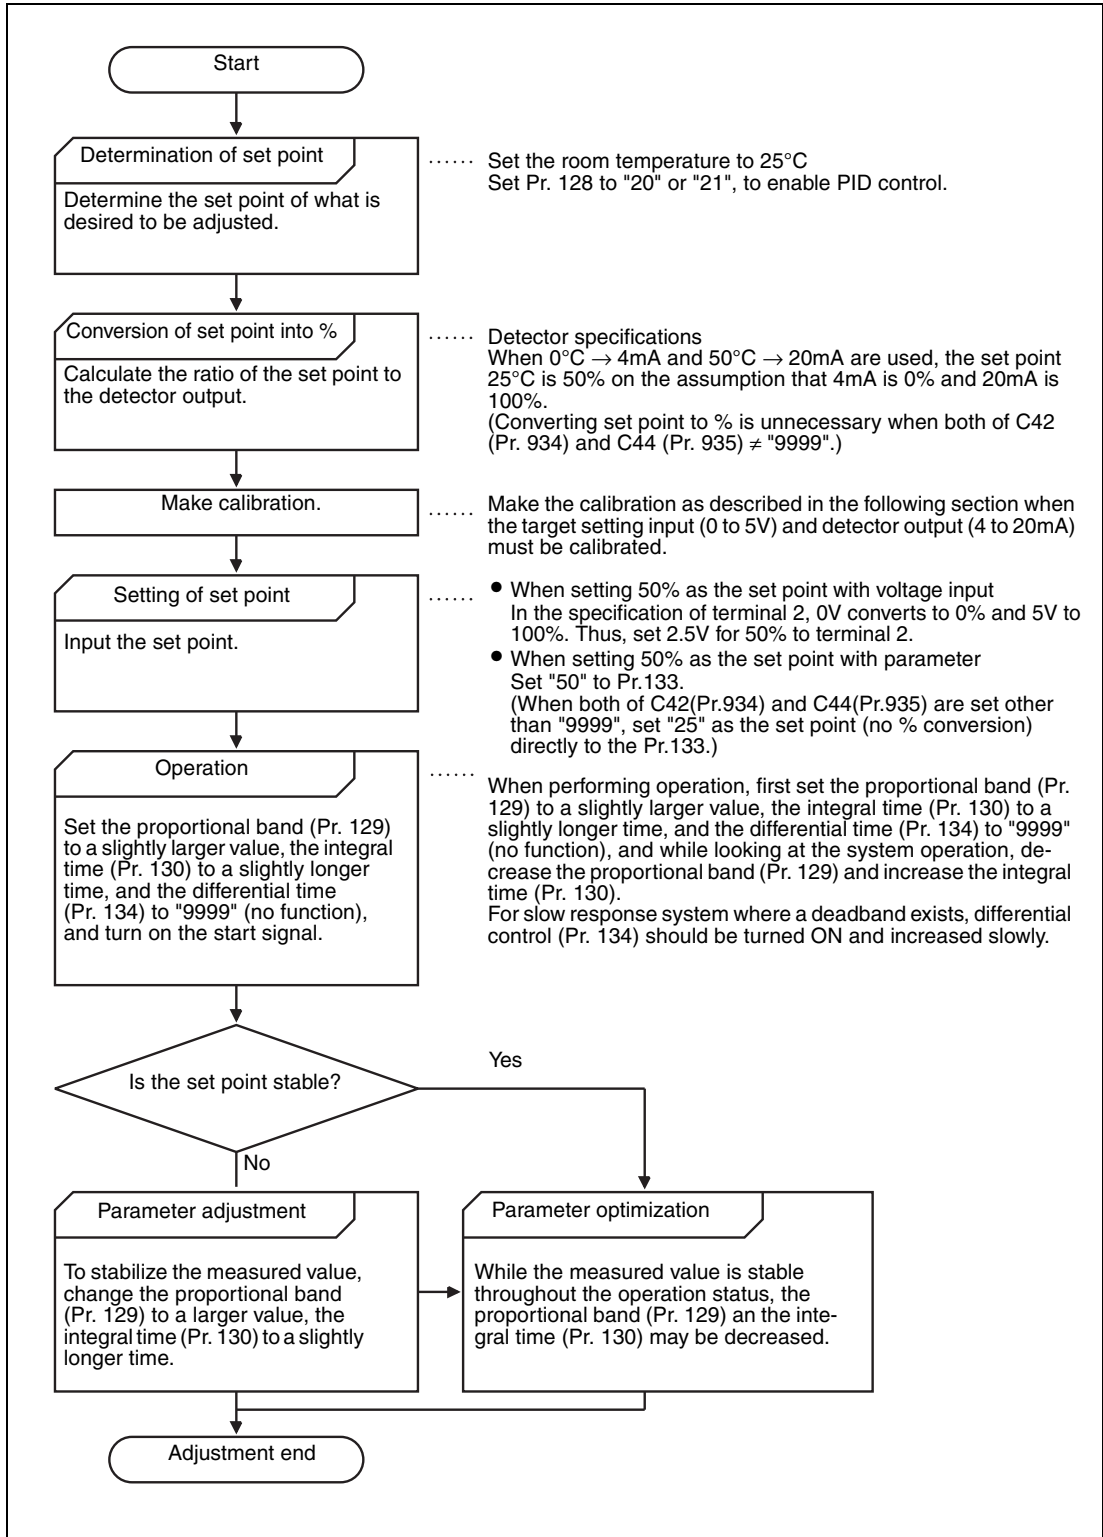 Start
Determination of set point
Determine the set point of what is
desired to be adjusted.
...... Set the room temperature to 25°C
Set Pr. 128 to "20" or "21", to enable PID control.
Conversion of set point into %
Calculate the ratio of the set point to
the detector output.
...... Detector specifications
When 0°C → 4mA and 50°C → 20mA are used, the set point
25°C is 50% on the assumption that 4mA is 0% and 20mA is
100%.
(Converting set point to % is unnecessary when both of C42
(Pr. 934) and C44 (Pr. 935) ≠ "9999".)
Make calibration.
...... Make the calibration as described in the following section when
the target setting input (0 to 5V) and detector output (4 to 20mA)
must be calibrated.
Setting of set point
Input the set point.
...... ● When setting 50% as the set point with voltage input
In the specification of terminal 2, 0V converts to 0% and 5V to
100%. Thus, set 2.5V for 50% to terminal 2.
● When setting 50% as the set point with parameter
Set "50" to Pr.133.
(When both of C42(Pr.934) and C44(Pr.935) are set other
than "9999", set "25" as the set point (no % conversion)
directly to the Pr.133.)
Operation
Set the proportional band (Pr. 129)
to a slightly larger value, the integral
time (Pr. 130) to a slightly longer
time, and the differential time
(Pr. 134) to "9999" (no function),
and turn on the start signal.
...... When performing operation, first set the proportional band (Pr.
129) to a slightly larger value, the integral time (Pr. 130) to a
slightly longer time, and the differential time (Pr. 134) to "9999"
(no function), and while looking at the system operation, de-
crease the proportional band (Pr. 129) and increase the integral
time (Pr. 130).
For slow response system where a deadband exists, differential
control (Pr. 134) should be turned ON and increased slowly.
Is the set point stable?
Yes
No
Parameter adjustment
To stabilize the measured value,
change the proportional band
(Pr. 129) to a larger value, the
integral time (Pr. 130) to a slightly
longer time.
Parameter optimization
While the measured value is stable
throughout the operation status, the
proportional band (Pr. 129) an the inte-
gral time (Pr. 130) may be decreased.
Adjustment end